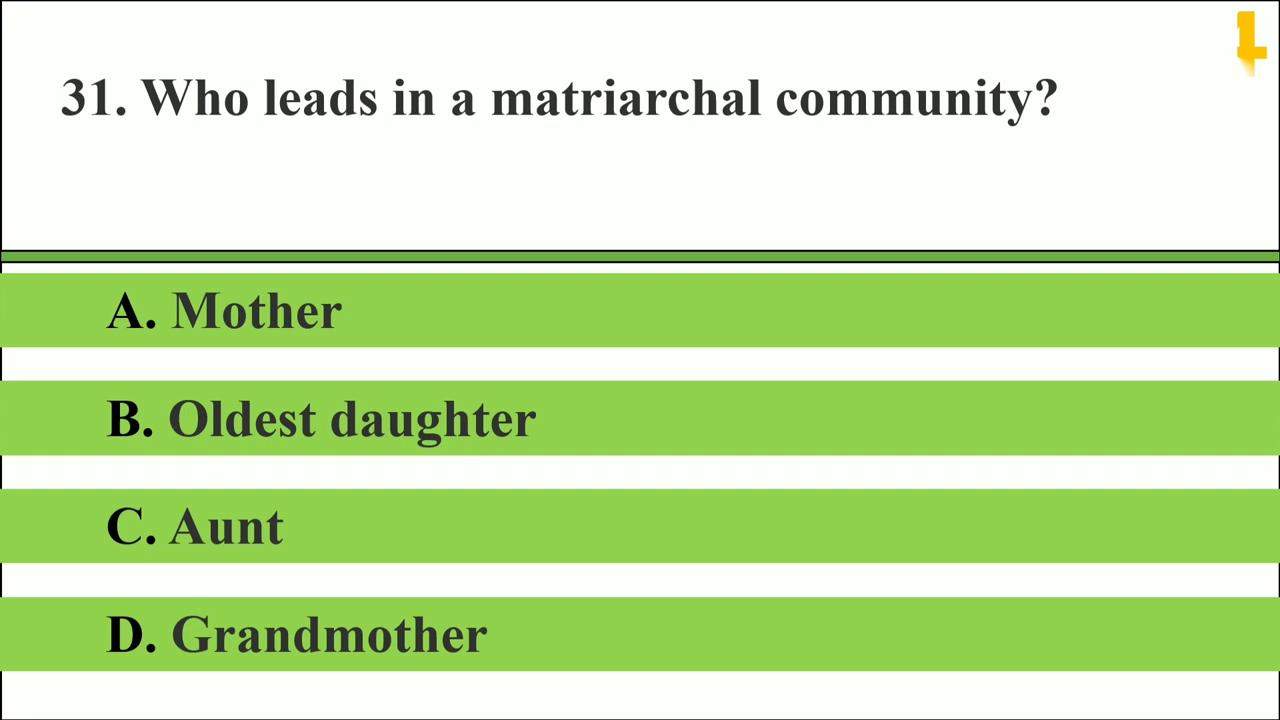 31. Who leads in a matriarchal community?
A. Mother
B. Oldest daughter
C. Aunt
D. Grandmother